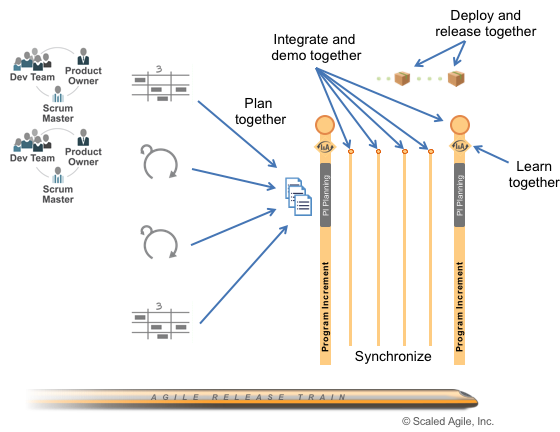 Deploy and
release together
Integrate and
demo together
Dev Team
Product
Owner
Scrum
Master
3
Plan
together
Dev Team
Product
Owner
Scrum
Master
I&A
I&A
Learn
together
PI Planning
PI Planning
3
Program Increment
Program Increment
Synchronize
AGILE RELEASE TRAIN
© Scaled Agile, Inc.